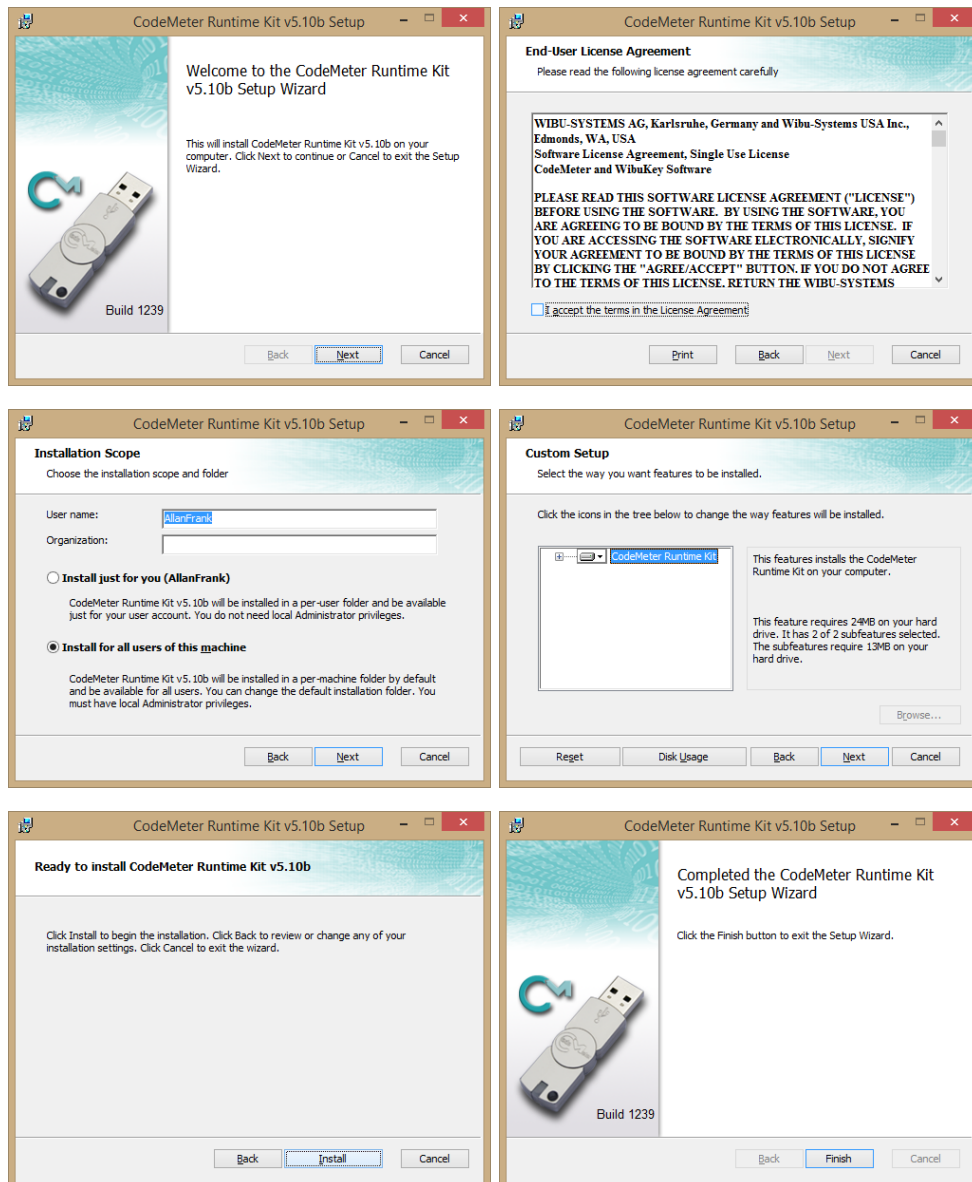 CodeMeter Runtime Kit v5.10b Setup
Welcome to the CodeMeter Runtime Kit
v5.10b Setup Wizard
This will install CodeMeter Runtime Kit v5.10b on your
computer. Click Next to continue or Cancel to exit the Setup
Wizard.
Build 1239
Back Next Cancel
CodeMeter Runtime Kit v5.10b Setup
End-User License Agreement
Please read the following license agreement carefully
WIBU-SYSTEMS AG, Karlsruhe, Germany and Wibu-Systems USA Inc.,
Edmonds, WA, USA
Software License Agreement, Single Use License
CodeMeter and WibuKey Software
PLEASE READ THIS SOFTWARE LICENSE AGREEMENT ("LICENSE")
BEFORE USING THE SOFTWARE. BY USING THE SOFTWARE, YOU
ARE AGREEING TO BE BOUND BY THE TERMS OF THIS LICENSE. IF
YOU ARE ACCESSING THE SOFTWARE ELECTRONICALLY, SIGNIFY
YOUR AGREEMENT TO BE BOUND BY THE TERMS OF THIS LICENSE
BY CLICKING THE "AGREE/ACCEPT" BUTTON. IF YOU DO NOT AGREE
TO THE TERMS OF THIS LICENSE, RETURN THE WIBU-SYSTEMS
I accept the terms in the License Agreement
Print Back Next Cancel
CodeMeter Runtime Kit v5.10b Setup
Installation Scope
Choose the installation scope and folder
User name: AllanFrank
Organization:
Install just for you (AllanFrank)
CodeMeter Runtime Kit v5.10b will be installed in a per-user folder and be available
just for your user account. You do not need local Administrator privileges.
Install for all users of this machine
CodeMeter Runtime Kit v5.10b will be installed in a per-machine folder by default
and be available for all users. You can change the default installation folder. You
must have local Administrator privileges.
Back Next Cancel
CodeMeter Runtime Kit v5.10b Setup
Custom Setup
Select the way you want features to be installed.
Click the icons in the tree below to change the way features will be installed.
CodeMeter Runtime Kit
This features installs the CodeMeter
Runtime Kit on your computer.
This feature requires 24MB on your hard
drive. It has 2 of 2 subfeatures selected.
The subfeatures require 13MB on your
hard drive.
Browse...
Reset Disk Usage Back Next Cancel
CodeMeter Runtime Kit v5.10b Setup
Ready to install CodeMeter Runtime Kit v5.10b
Click Install to begin the installation. Click Back to review or change any of your
installation settings. Click Cancel to exit the wizard.
Back Install Cancel
CodeMeter Runtime Kit v5.10b Setup
Completed the CodeMeter Runtime Kit
v5.10b Setup Wizard
Click the Finish button to exit the Setup Wizard.
Build 1239
Back Finish Cancel